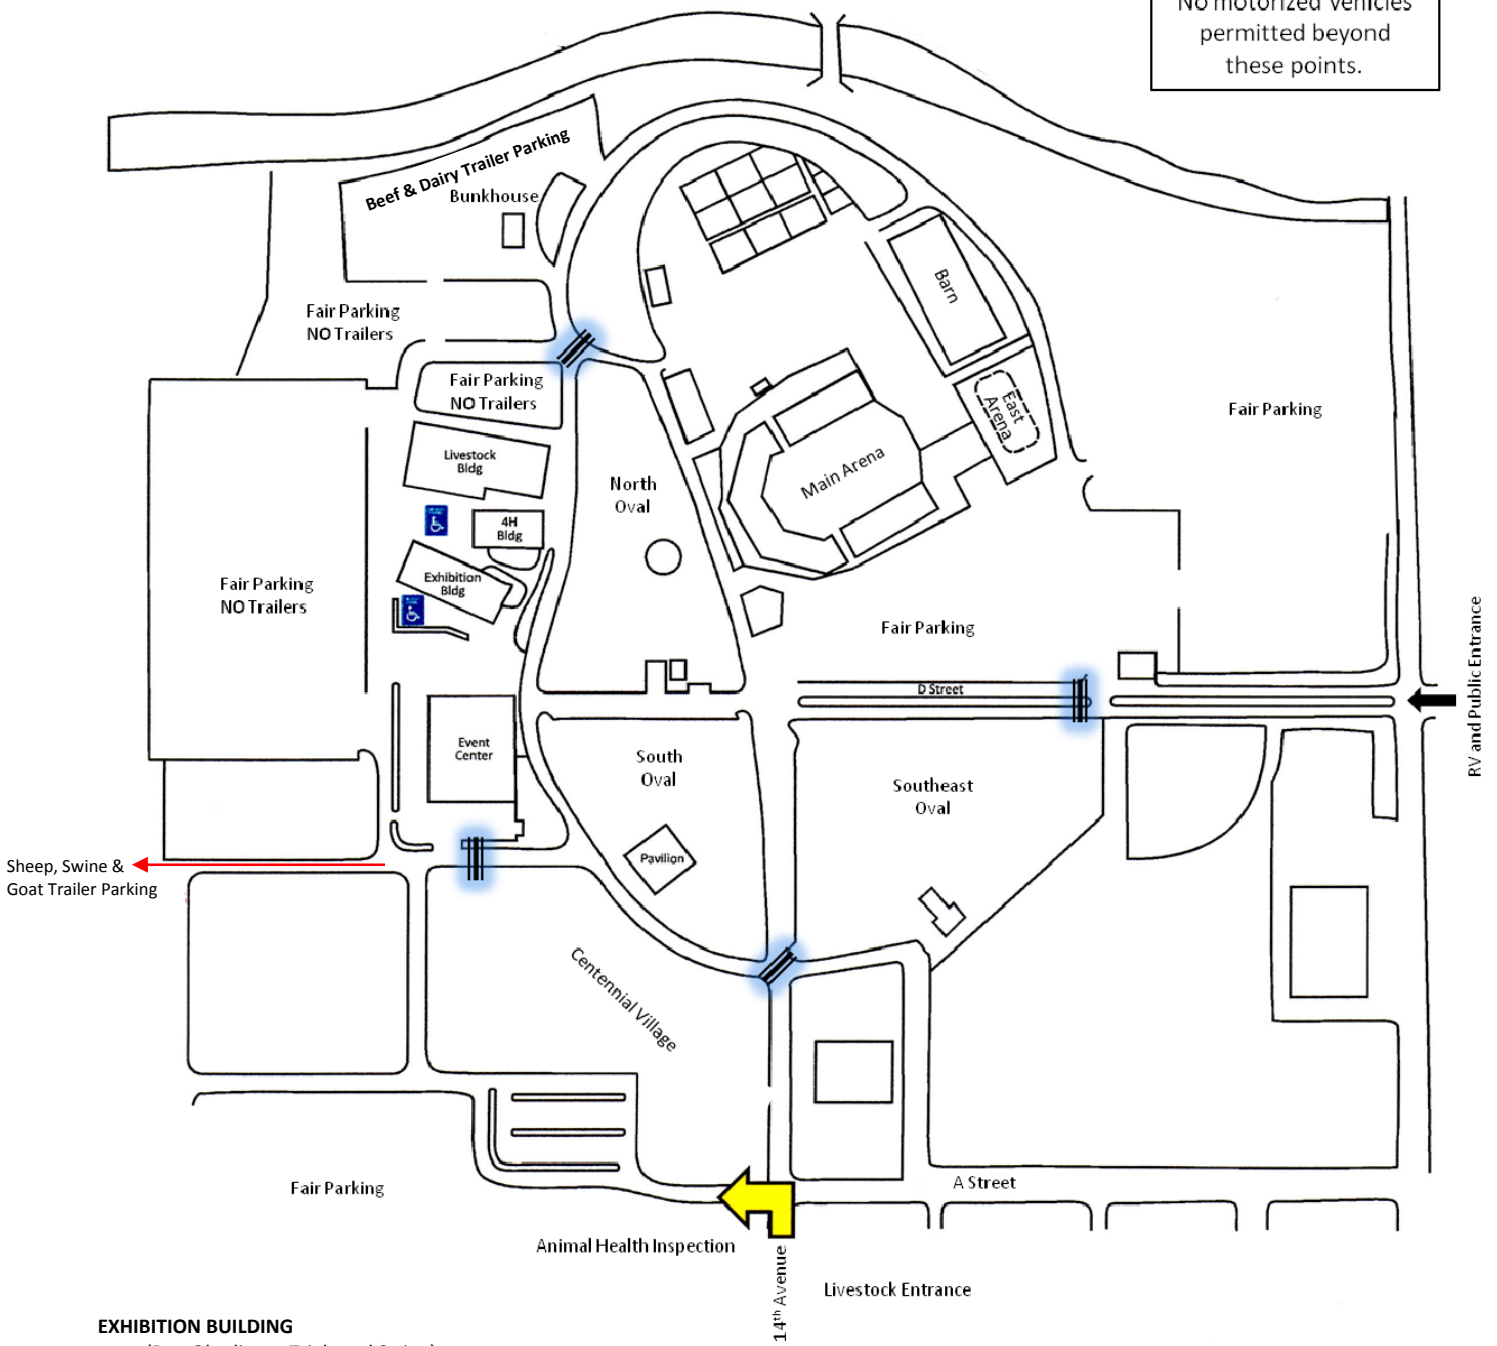 No motorized vehicles
permitted beyond
these points.
Beef & Dairy Trailer Parking
Bunkhouse
Barn
Fair Parking
NO Trailers
Fair Parking
NO Trailers
East
Arena
Fair Parking
Livestock
Bldg
Main Arena
North
Oval
4H
Bldg
Exhibition
Bldg
Fair Parking
NO Trailers
Fair Parking
RV and Public Entrance
D Street
Event
Center
South
Oval
Southeast
Oval
Pavilion
Sheep, Swine &
Goat Trailer Parking
Centennial Village
Fair Parking
A Street
Animal Health Inspection
14th Avenue
Livestock Entrance
EXHIBITION BUILDING